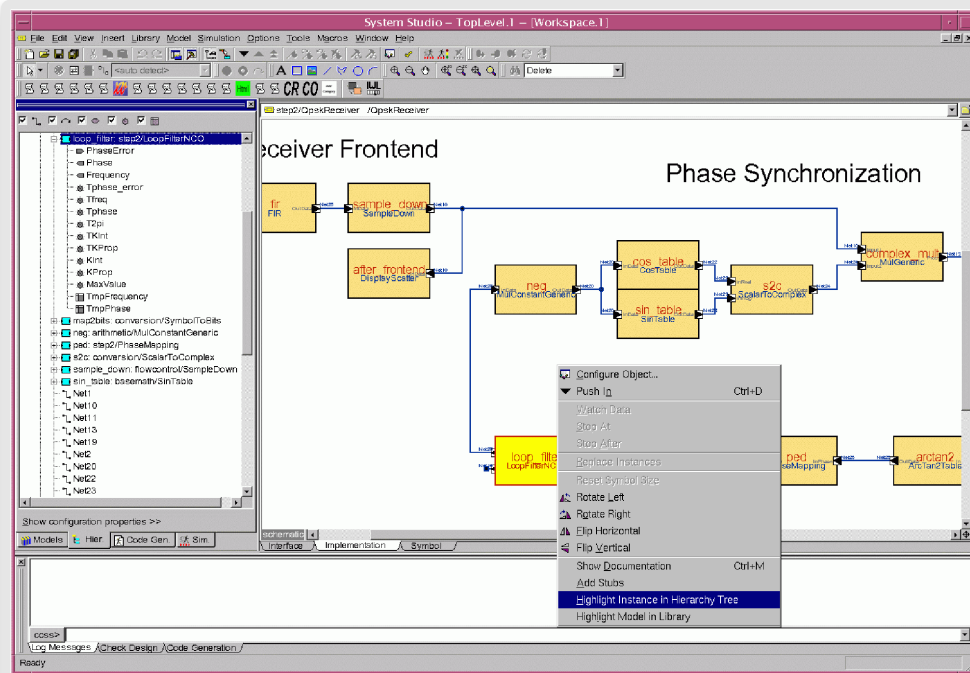 System Studio – TopLevel.1 – [Workspace.1]
File Edit View Insert Library Model Simulation Options Tools Macros Window Help
<auto detect>
Delete
CR CO
step2/QpskReceiver /QpskReceiver
loop_filter: step2/LoopFilterNCO
PhaseError
Phase
Frequency
Tphase_error
Tfreq
Tphase
T2pi
TKInt
TKProp
KInt
KProp
MaxValue
TmpFrequency
TmpPhase
map2bits: conversion/SymbolToBits
neg: arithmetic/MulConstantGeneric
ped: step2/PhaseMapping
s2c: conversion/ScalarToComplex
sample_down: flowcontrol/SampleDown
sin_table: basemath/SinTable
Net1
Net10
Net11
Net13
Net19
Net2
Net20
Net22
Net23
Show configuration properties >>
Models Hier. Code Gen. Sim.
ceiver Frontend
Phase Synchronization
fir
FIR
sample_down
SampleDown
after_frontend
DisplayScatter
neg
MulConstantGeneric
cos_table
CosTable
sin_table
SinTable
s2c
ScalarToComplex
complex_mult
MulGeneric
loop_filte
LoopFilterNC
ped
seMapping
arctan2
ArcTan2Table
Configure Object...
Push In Ctrl+D
Watch Data
Stop At
Stop After
Replace Instances
Reset Symbol Size
Rotate Left
Rotate Right
Flip Horizontal
Flip Vertical
Show Documentation Ctrl+M
Add Stubs
Highlight Instance in Hierarchy Tree
Highlight Model in Library
schematic
Interface Implementation Symbol
ccss>
Log Messages Check Design Code Generation
Ready